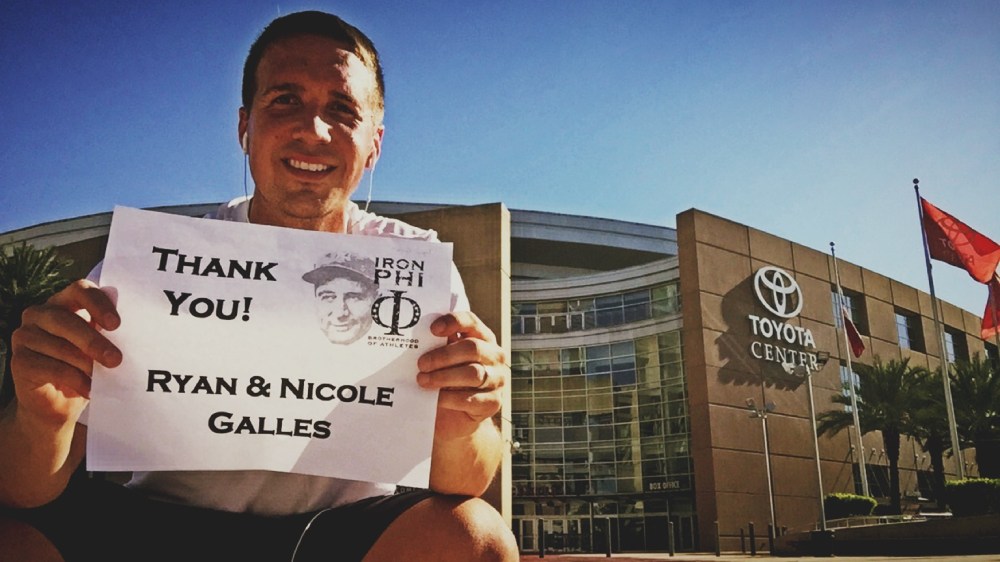 THANK
YOU!
IRON
PHI
Φ
BROTHERHOOD
OF ATHLETES
RYAN & NICOLE
GALLES
TOYOTA
CENTER
BOX OFFICE